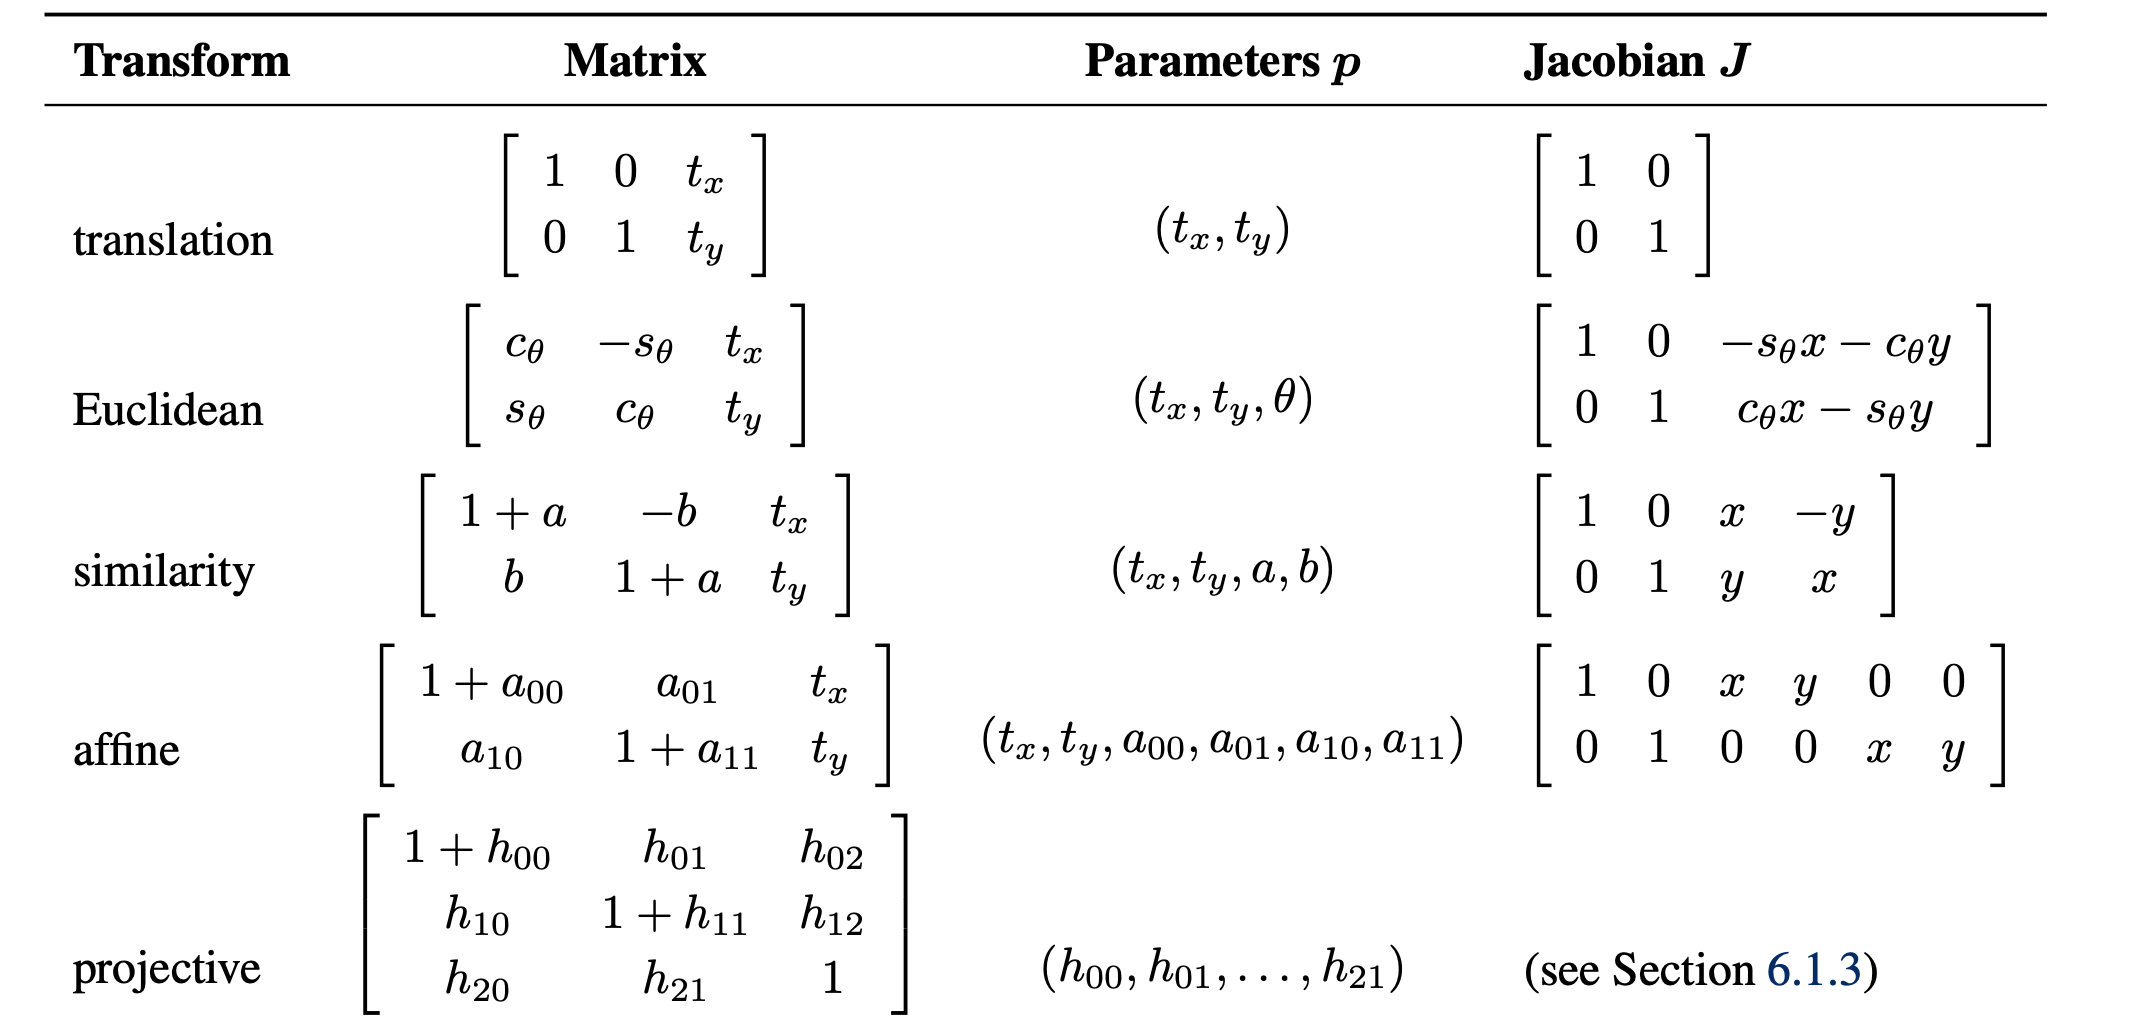 Transform Matrix Parameters p Jacobian J
translation [ 1 0 t_x ; 0 1 t_y ] (t_x, t_y) [ 1 0 ; 0 1 ]
Euclidean [ c_θ −s_θ t_x ; s_θ c_θ t_y ] (t_x, t_y, θ) [ 1 0 −s_θx − c_θy ; 0 1 c_θx − s_θy ]
similarity [ 1 + a −b t_x ; b 1 + a t_y ] (t_x, t_y, a, b) [ 1 0 x −y ; 0 1 y x ]
affine [ 1 + a_00 a_01 t_x ; a_10 1 + a_11 t_y ] (t_x, t_y, a_00, a_01, a_10, a_11) [ 1 0 x y 0 0 ; 0 1 0 0 x y ]
projective [ 1 + h_00 h_01 h_02 ; h_10 1 + h_11 h_12 ; h_20 h_21 1 ] (h_00, h_01, . . . , h_21) (see Section 6.1.3)